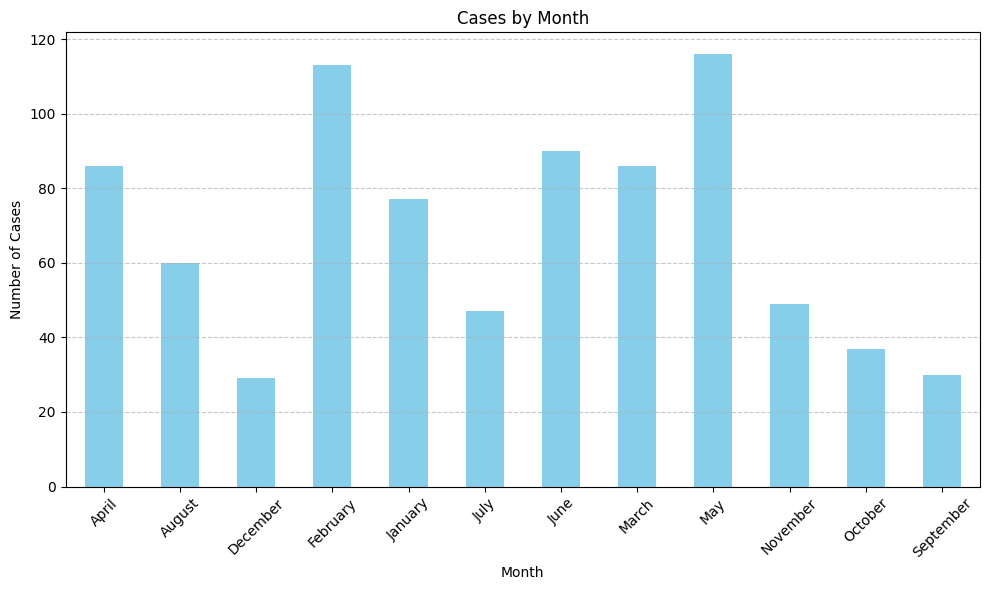 Cases by Month
Number of Cases
120
100
80
60
40
20
0
April
August
December
February
January
July
June
March
May
November
October
September
Month